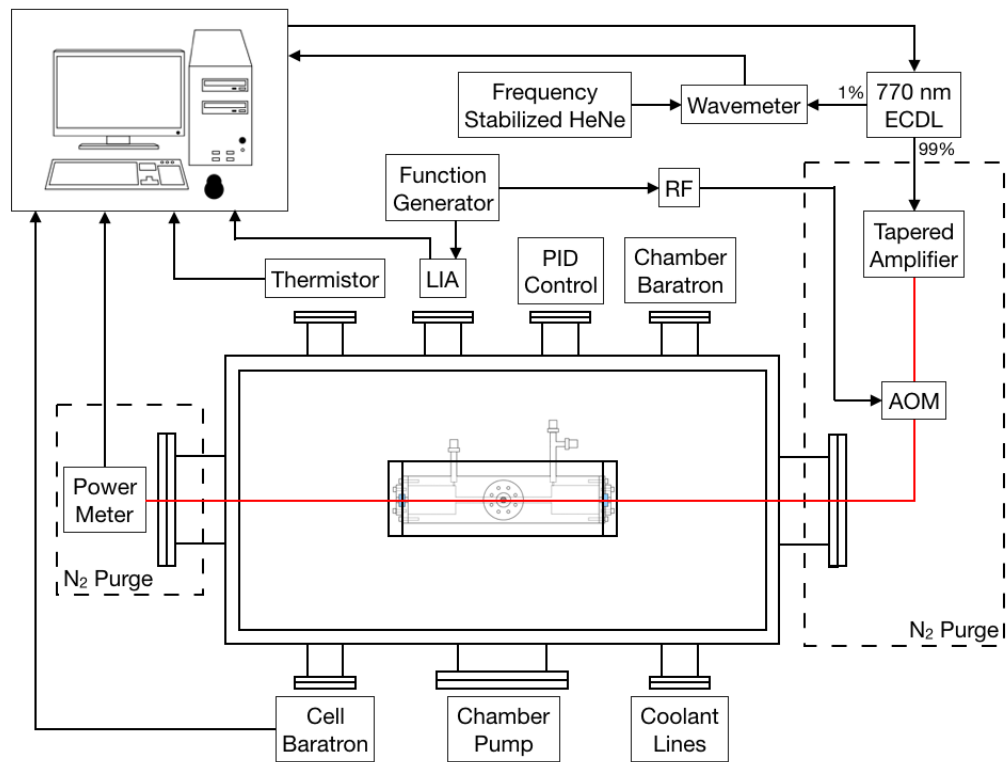 1%
770 nm
ECDL
Frequency
Stabilized HeNe
Wavemeter
99%
Function
Generator
RF
Tapered
Amplifier
Thermistor
LIA
PID
Control
Chamber
Baratron
AOM
Power
Meter
N₂ Purge
N₂ Purge
Cell
Baratron
Chamber
Pump
Coolant
Lines